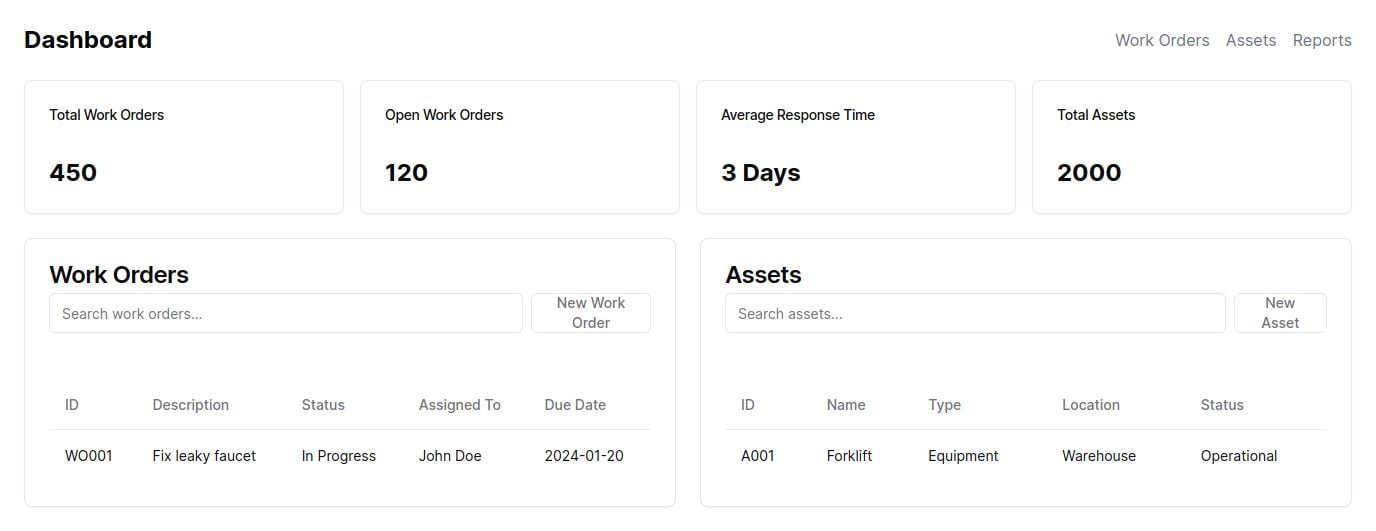 Dashboard
Work Orders Assets Reports
Total Work Orders
450
Open Work Orders
120
Average Response Time
3 Days
Total Assets
2000
Work Orders
Search work orders...
New Work
Order
ID Description Status Assigned To Due Date
WO001 Fix leaky faucet In Progress John Doe 2024-01-20
Assets
Search assets...
New
Asset
ID Name Type Location Status
A001 Forklift Equipment Warehouse Operational